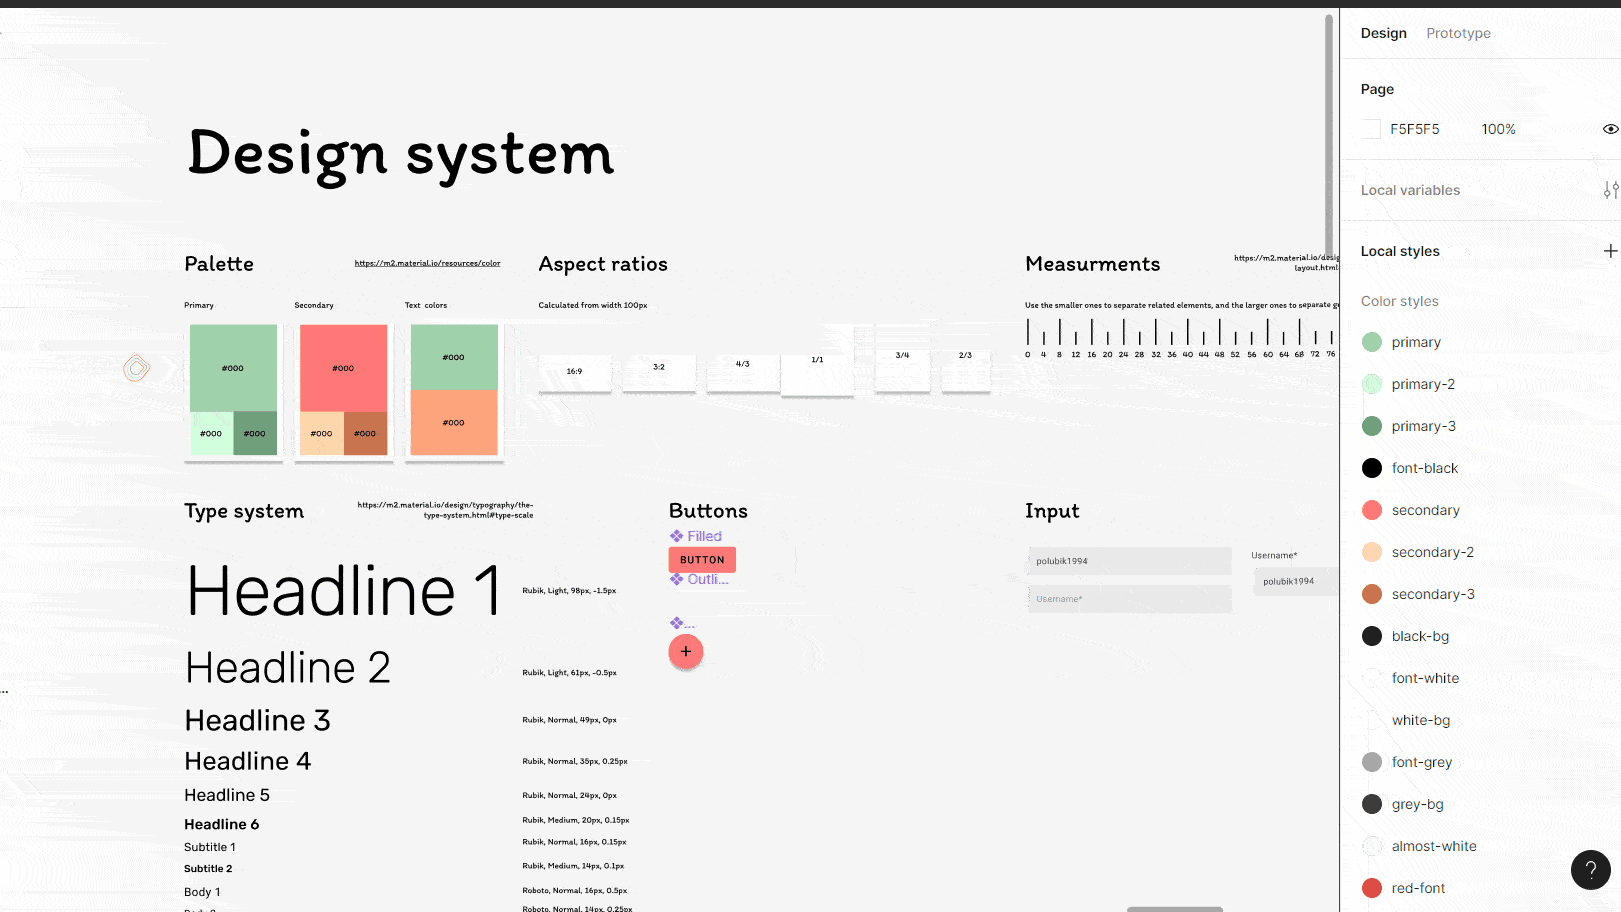 Design system
Palette
https://m2.material.io/resources/color
Primary
Secondary
Text colors
#000
#000
#000
#000
#000
#000
#000
#000
Aspect ratios
Calculated from width 100px
16:9
3:2
4/3
1/1
3/4
2/3
Measurments
https://m2.material.io/desig
layout.html
Use the smaller ones to separate related elements, and the larger ones to separate g
0 4 8 12 16 20 24 28 32 36 40 44 48 52 56 60 64 68 72 76
Type system
https://m2.material.io/design/typography/the-
type-system.html#type-scale
Headline 1
Rubik, Light, 98px, -1.5px
Headline 2
Rubik, Light, 61px, -0.5px
Headline 3
Rubik, Normal, 49px, 0px
Headline 4
Rubik, Normal, 35px, 0.25px
Headline 5
Rubik, Normal, 24px, 0px
Headline 6
Rubik, Medium, 20px, 0.15px
Subtitle 1
Rubik, Normal, 16px, 0.15px
Subtitle 2
Rubik, Medium, 14px, 0.1px
Body 1
Roboto, Normal, 16px, 0.5px
Roboto, Normal, 14px, 0.25px
Buttons
Filled
BUTTON
Outli...
...
+
Input
polubik1994
Username*
Username*
polubik1994
...
Design Prototype
Page
F5F5F5 100%
Local variables
Local styles
Color styles
primary
primary-2
primary-3
font-black
secondary
secondary-2
secondary-3
black-bg
font-white
white-bg
font-grey
grey-bg
almost-white
red-font
?